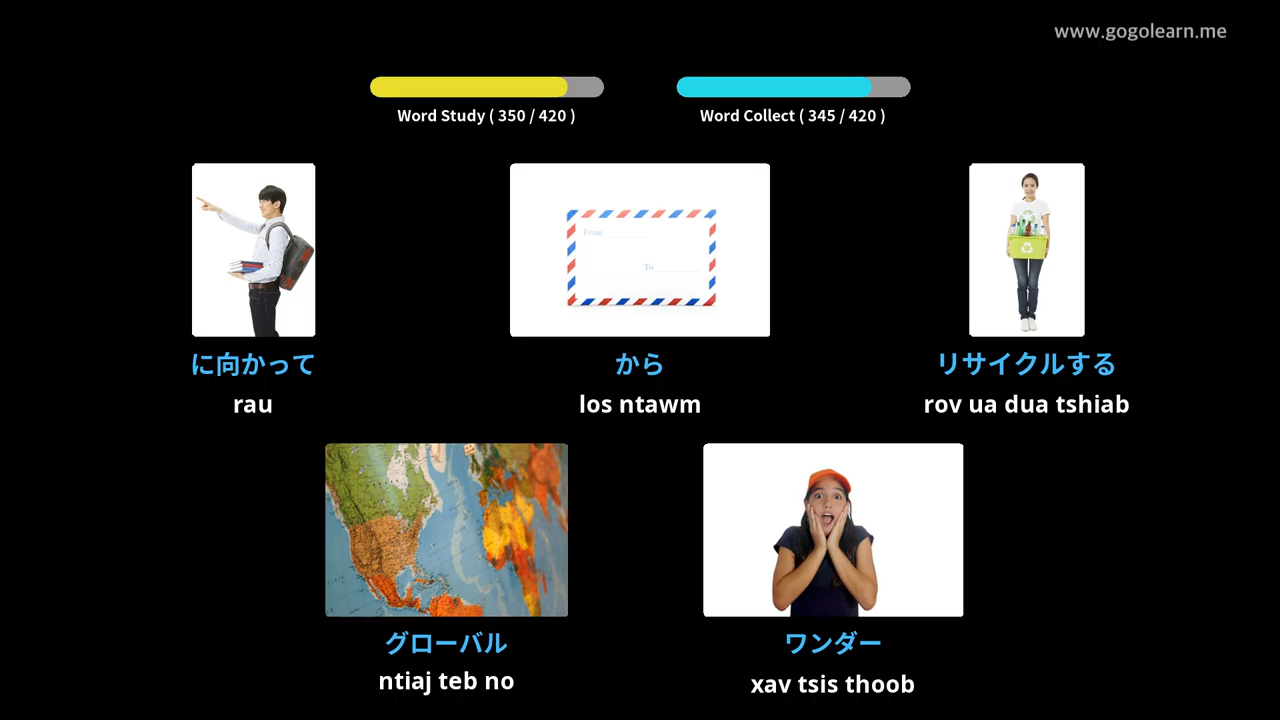 www.gogolearn.me
Word Study ( 350 / 420 )
Word Collect ( 345 / 420 )
From
To
に向かって
から
リサイクルする
rau
los ntawm
rov ua dua tshiab
グローバル
ワンダー
ntiaj teb no
xav tsis thoob